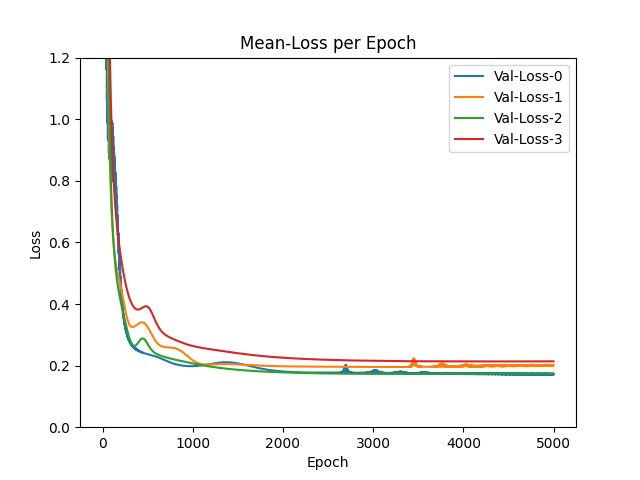 Mean-Loss per Epoch
Val-Loss-0
Val-Loss-1
Val-Loss-2
Val-Loss-3
1.2
1.0
0.8
0.6
0.4
0.2
0.0
Loss
0 1000 2000 3000 4000 5000
Epoch